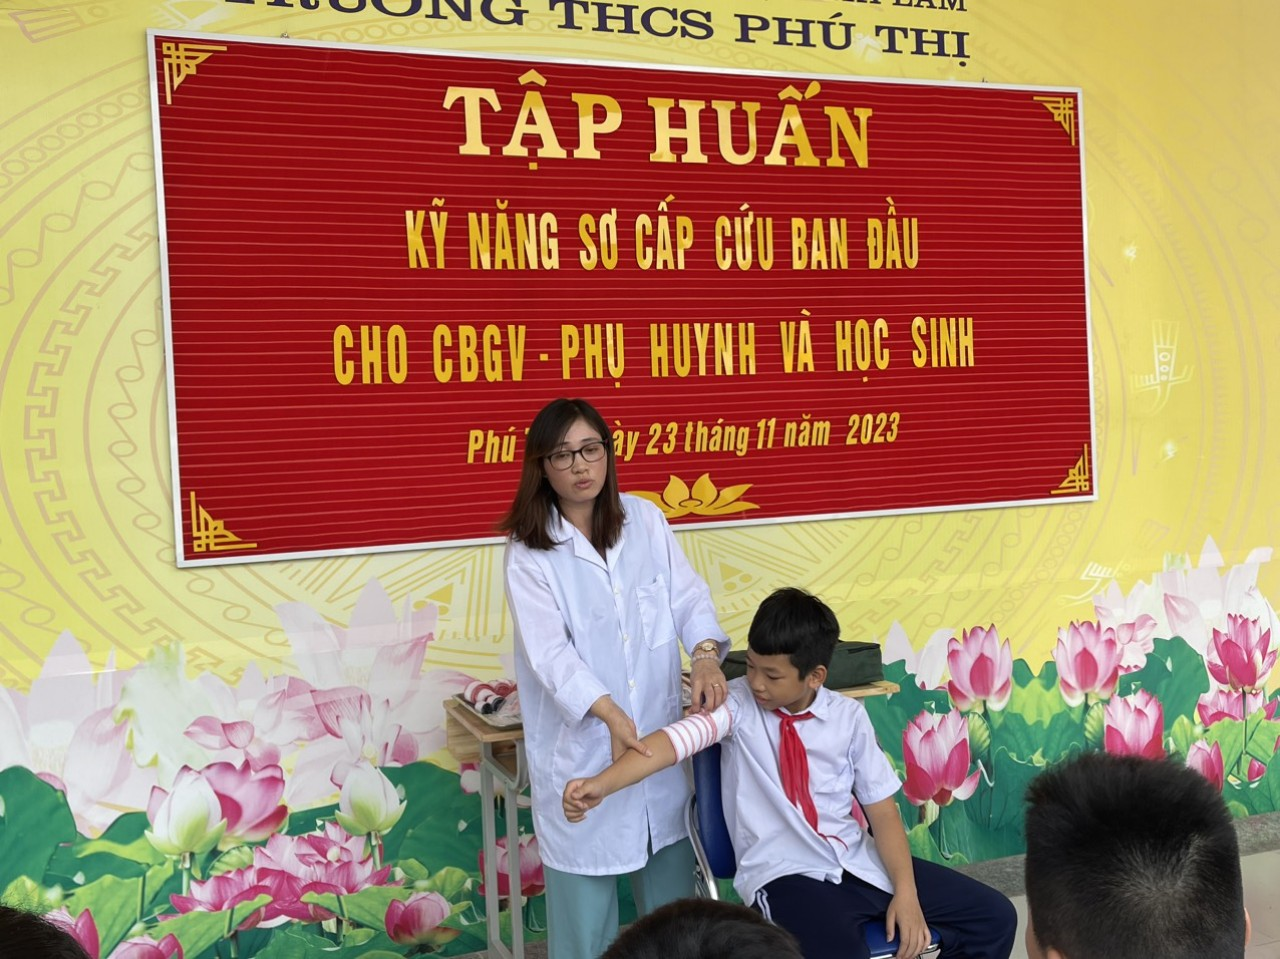 TRƯỜNG THCS PHÚ THỊ
TẬP HUẤN
KỸ NĂNG SƠ CẤP CỨU BAN ĐẦU
CHO CBGV - PHỤ HUYNH VÀ HỌC SINH
Phú 23 tháng 11 năm 2023